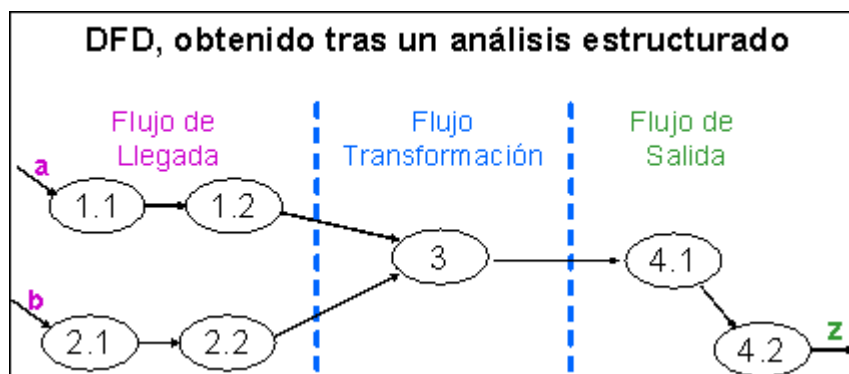 DFD, obtenido tras un análisis estructurado
Flujo de
Llegada
Flujo
Transformación
Flujo de
Salida
a
1.1
1.2
3
4.1
b
2.1
2.2
4.2
z